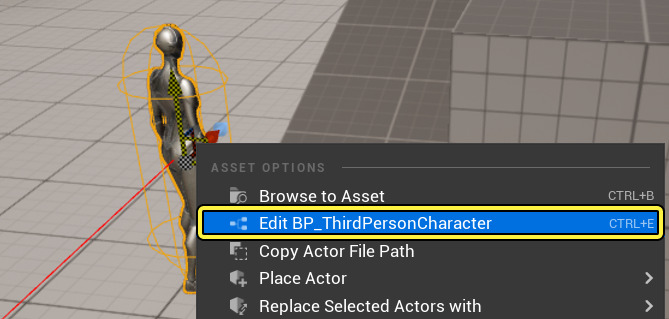 ASSET OPTIONS
Browse to Asset CTRL+B
Edit BP_ThirdPersonCharacter CTRL+E
Copy Actor File Path
Place Actor
Replace Selected Actors with